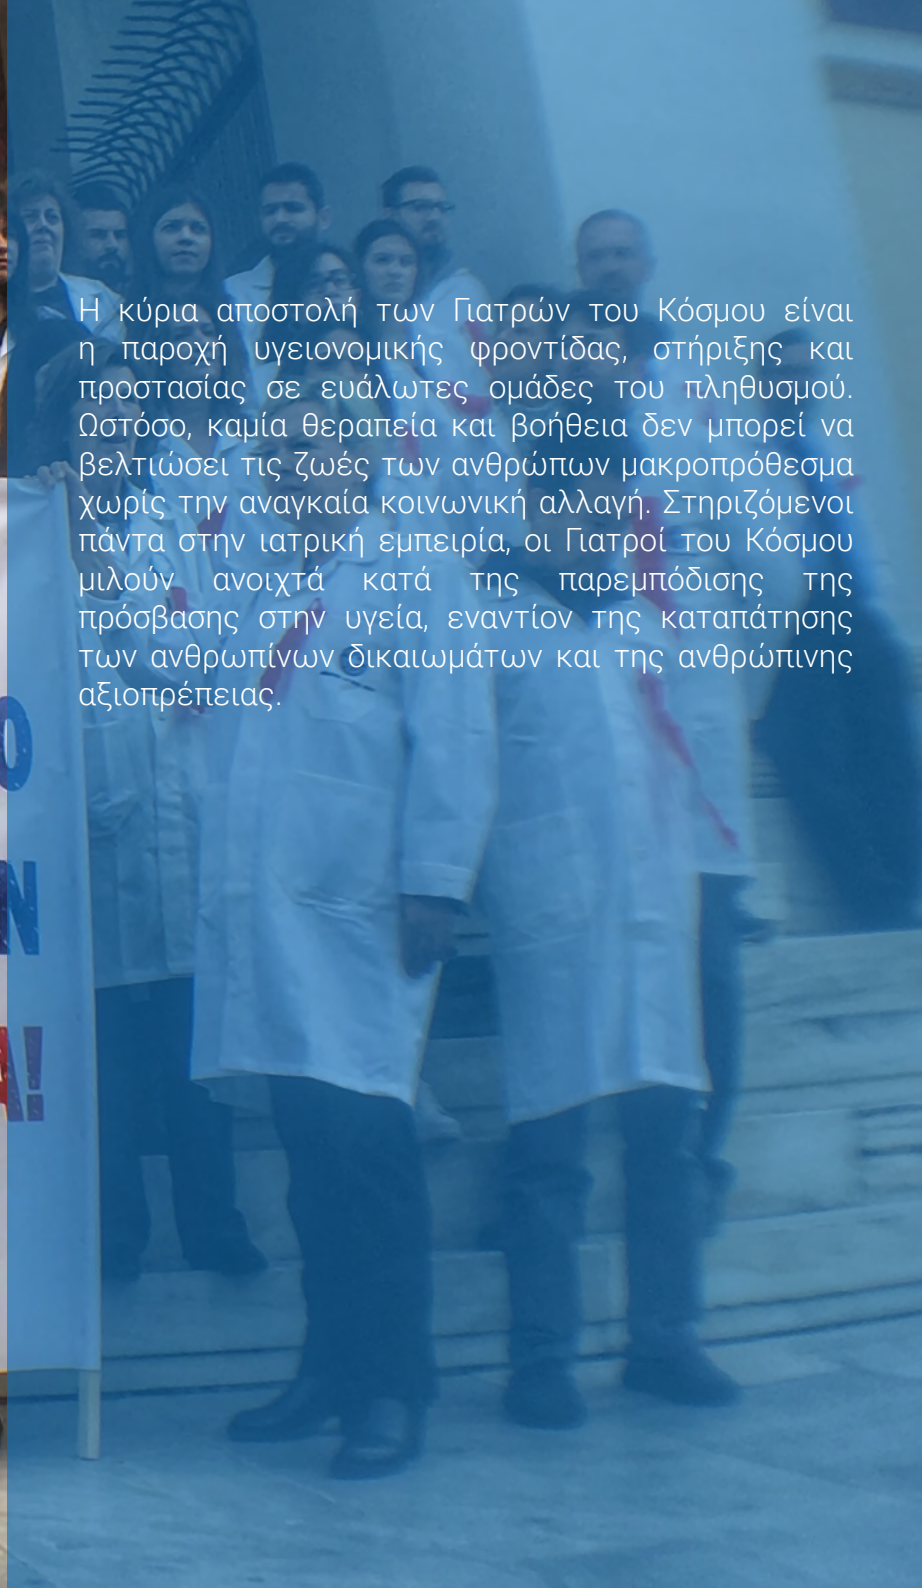 Η κύρια αποστολή των Γιατρών του Κόσμου είναι
η παροχή υγειονομικής φροντίδας, στήριξης και
προστασίας σε ευάλωτες ομάδες του πληθυσμού.
Ωστόσο, καμία θεραπεία και βοήθεια δεν μπορεί να
βελτιώσει τις ζωές των ανθρώπων μακροπρόθεσμα
χωρίς την αναγκαία κοινωνική αλλαγή. Στηριζόμενοι
πάντα στην ιατρική εμπειρία, οι Γιατροί του Κόσμου
μιλούν ανοιχτά κατά της παρεμπόδισης της
πρόσβασης στην υγεία, εναντίον της καταπάτησης
των ανθρωπίνων δικαιωμάτων και της ανθρώπινης
αξιοπρέπειας.
Ο
Ν
Α!